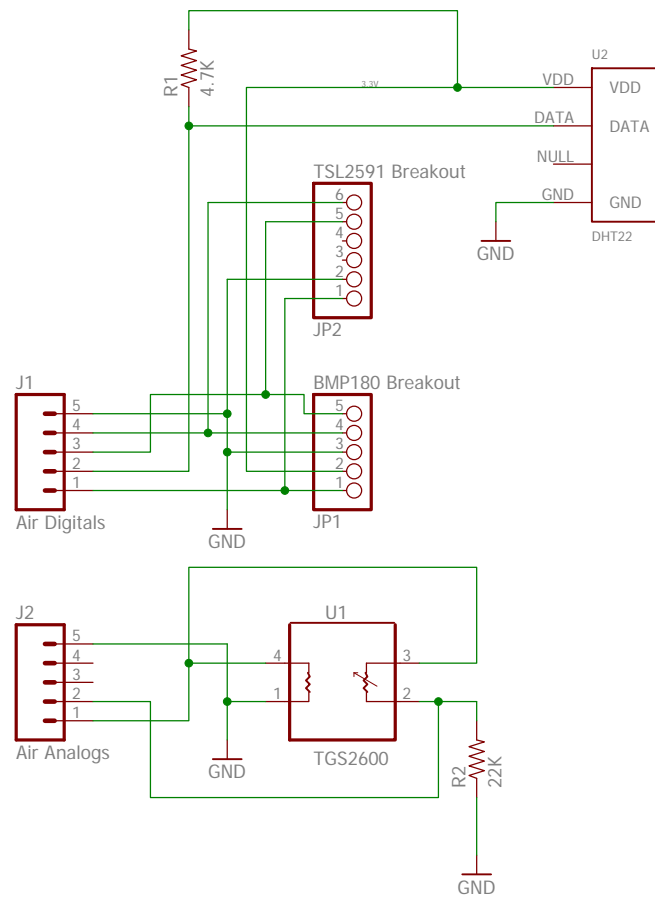 U2
VDD
VDD
3.3V
R1
4.7K
DATA
DATA
NULL
GND
GND
DHT22
GND
TSL2591 Breakout
6
5
4
3
2
1
JP2
J1
5
4
3
2
1
Air Digitals
BMP180 Breakout
5
4
3
2
1
JP1
GND
J2
5
4
3
2
1
Air Analogs
U1
4
3
1
2
TGS2600
GND
R2
22K
GND